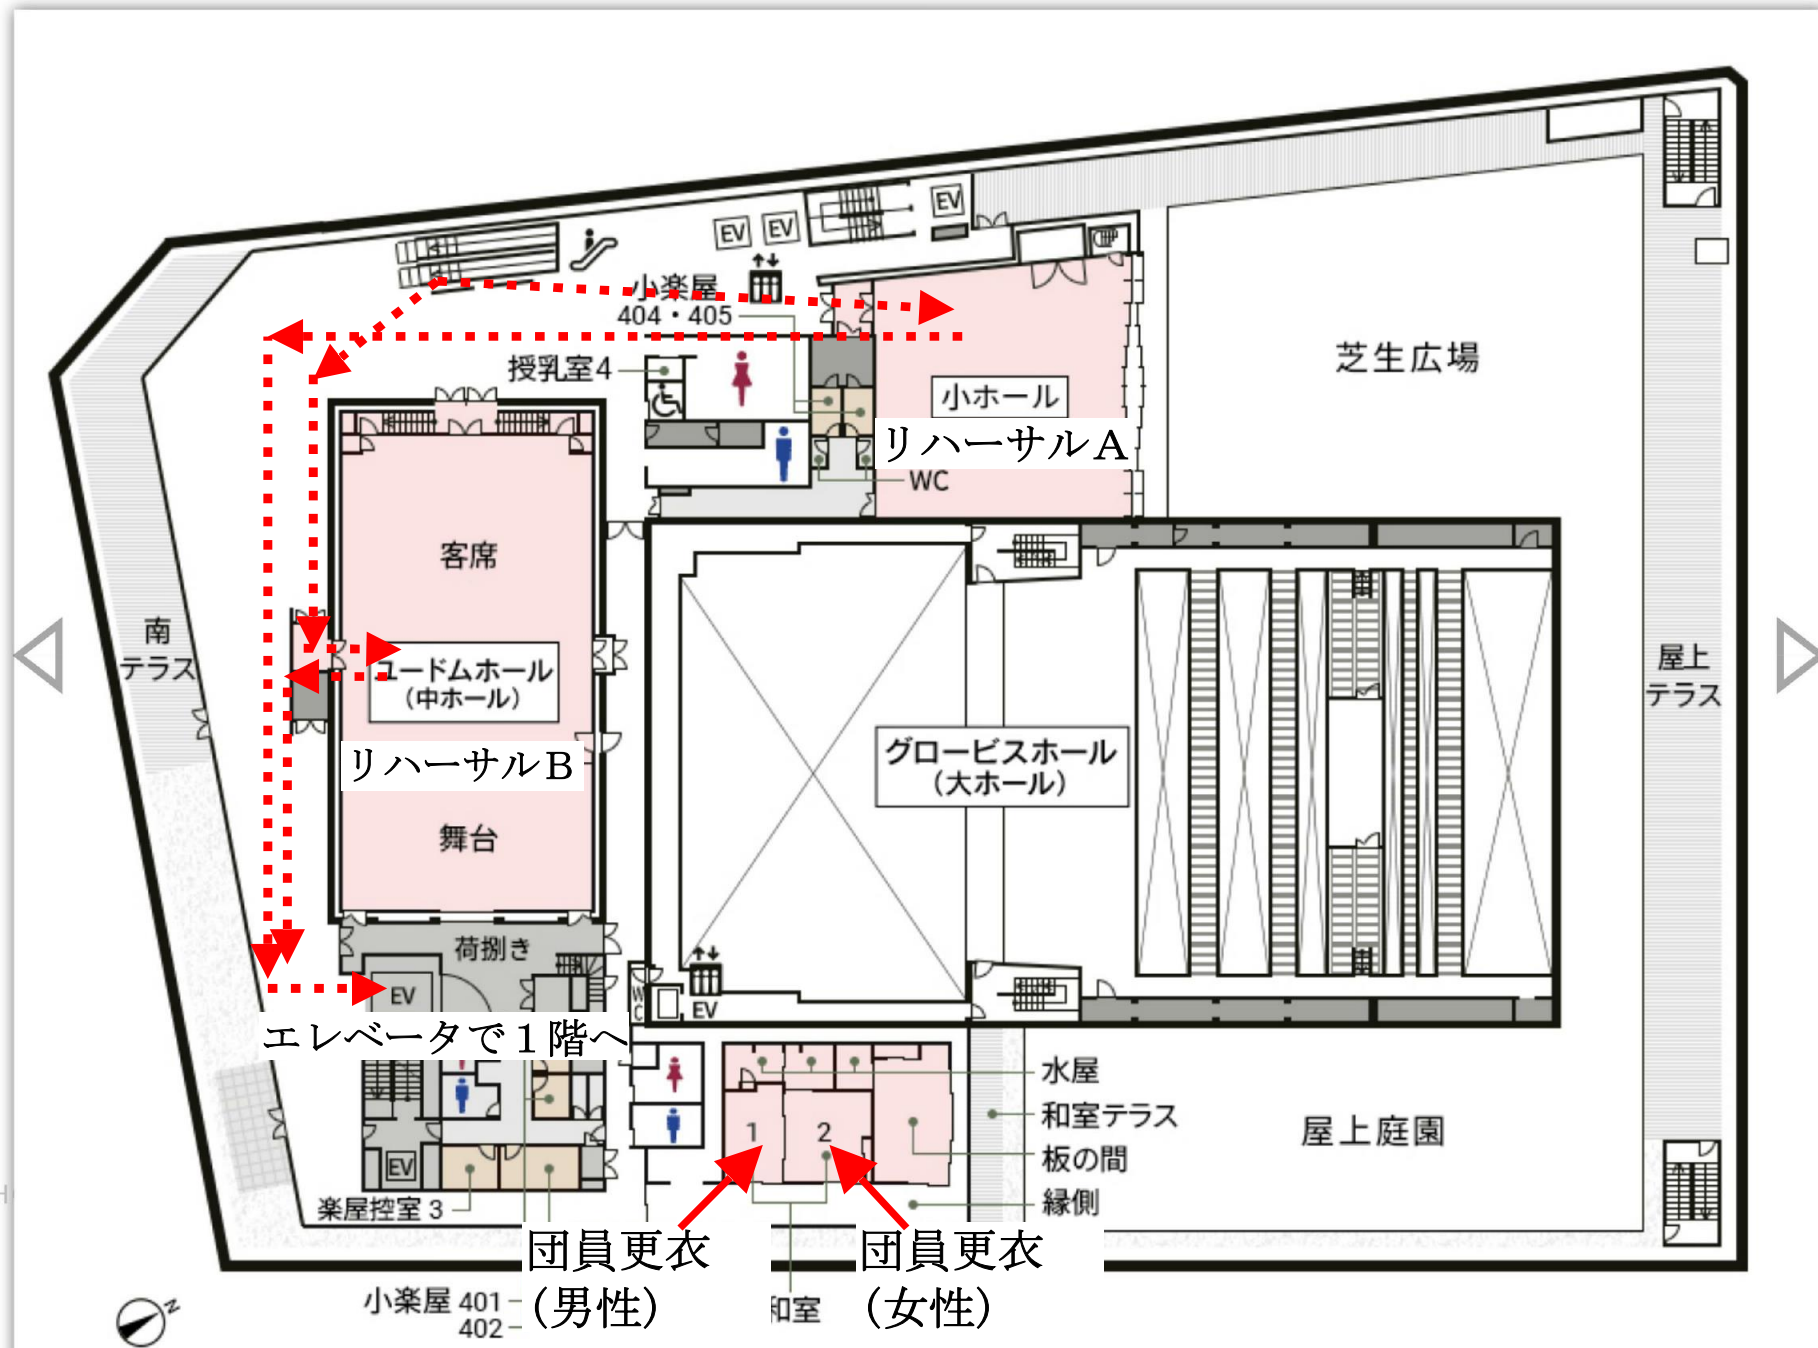 EV
EV
EV
小楽屋
404・405
授乳室4
小ホール
リハーサルA
WC
芝生広場
客席
南
テラス
ユードムホール
(中ホール)
リハーサルB
舞台
グロービスホール
(大ホール)
屋上
テラス
荷捌き
EV
WC
EV
エレベータで1階へ
水屋
和室テラス
板の間
縁側
屋上庭園
1
2
EV
楽屋控室3
団員更衣
(男性)
団員更衣
(女性)
小楽屋 401
402
和室
N